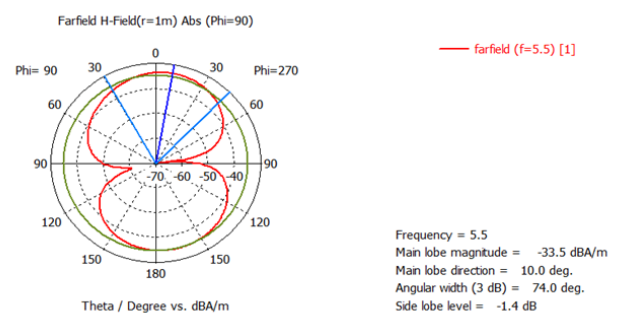 Farfield H-Field(r=1m) Abs (Phi=90)
farfield (f=5.5) [1]
0
Phi= 90 30 30 Phi=270
60 60
90 -70 -60 -50 -40 90
120 120
150 150
180
Theta / Degree vs. dBA/m
Frequency = 5.5
Main lobe magnitude = -33.5 dBA/m
Main lobe direction = 10.0 deg.
Angular width (3 dB) = 74.0 deg.
Side lobe level = -1.4 dB